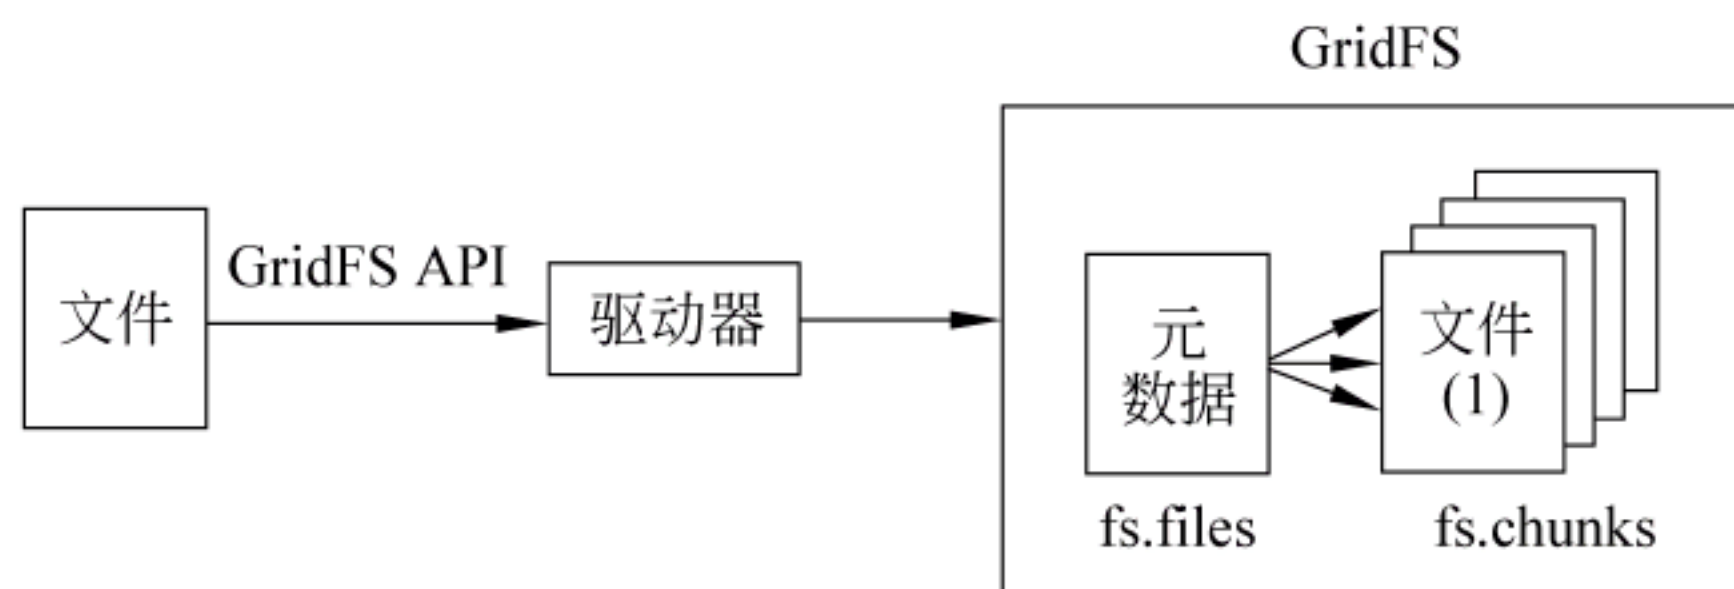 GridFS
文件
GridFS API
驱动器
元
数据
文件
(1)
fs.files
fs.chunks